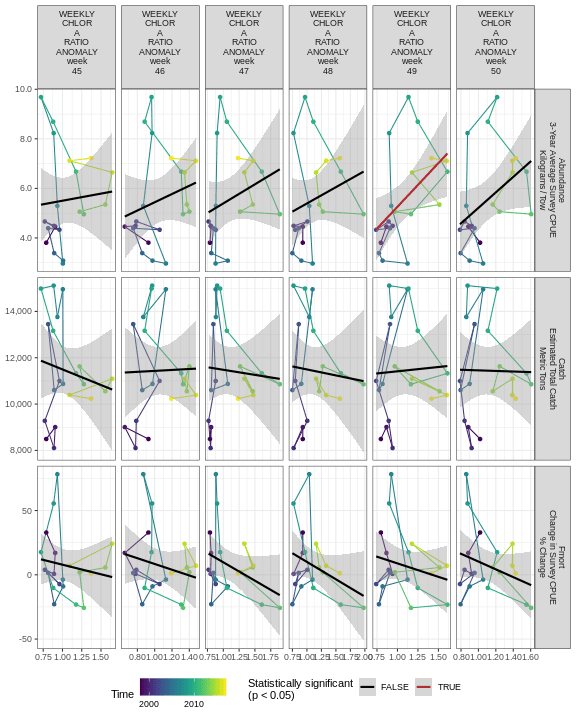 WEEKLY CHLOR A RATIO ANOMALY week 45
WEEKLY CHLOR A RATIO ANOMALY week 46
WEEKLY CHLOR A RATIO ANOMALY week 47
WEEKLY CHLOR A RATIO ANOMALY week 48
WEEKLY CHLOR A RATIO ANOMALY week 49
WEEKLY CHLOR A RATIO ANOMALY week 50
10.0
8.0
6.0
4.0
Abundance
3-Year Average Survey CPUE
Kilograms / Tow
14,000
12,000
10,000
8,000
Catch
Estimated Total Catch
Metric Tons
50
0
-50
Fmort
Change in Survey CPUE
% Change
0.75 1.00 1.25 1.50
0.80 1.00 1.20 1.40
0.75 1.00 1.25 1.50 1.75
0.75 1.00 1.25 1.50 1.75 2.00
0.75 1.00 1.25 1.50
0.80 1.00 1.20 1.40 1.60
Time
2000 2010
Statistically significant
(p < 0.05)
FALSE
TRUE